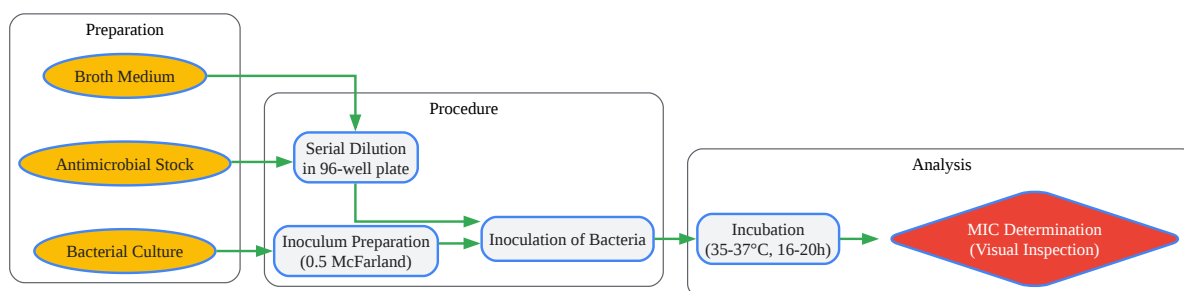 Preparation
Broth Medium
Antimicrobial Stock
Bacterial Culture
Procedure
Serial Dilution
in 96-well plate
Inoculum Preparation
(0.5 McFarland)
Inoculation of Bacteria
Analysis
Incubation
(35-37°C, 16-20h)
MIC Determination
(Visual Inspection)